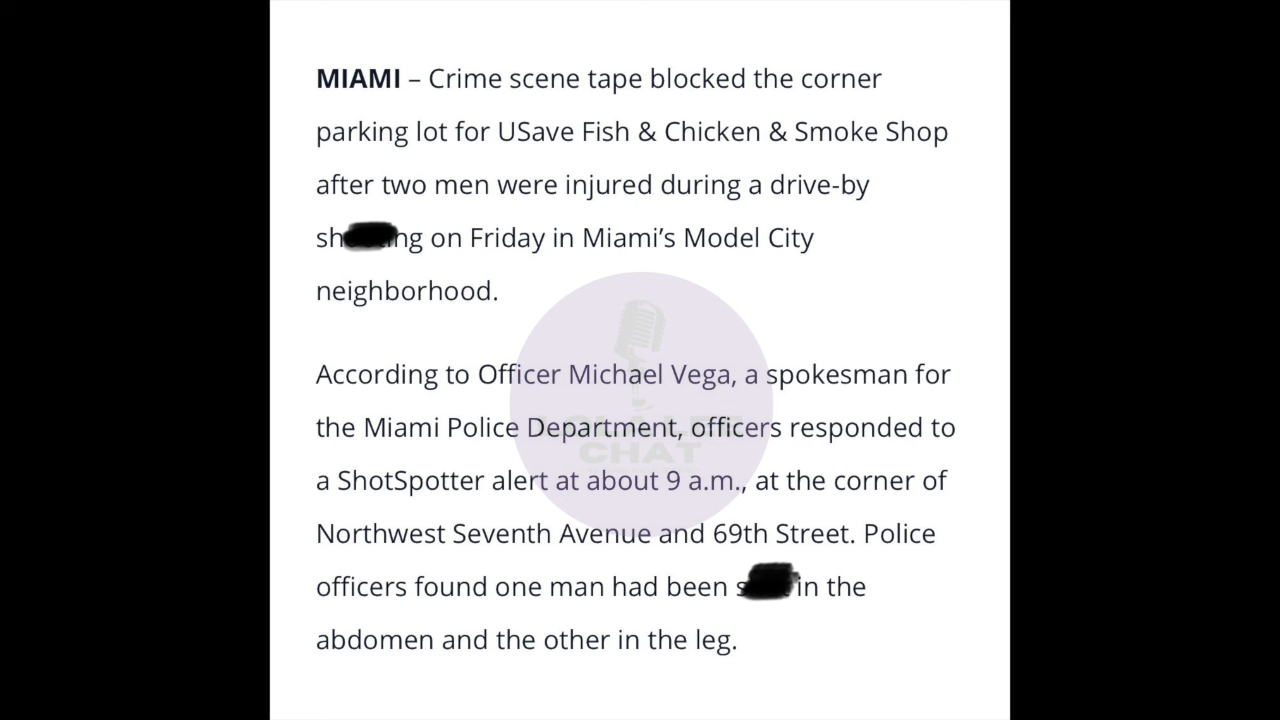 MIAMI – Crime scene tape blocked the corner
parking lot for USave Fish & Chicken & Smoke Shop
after two men were injured during a drive-by
sh ng on Friday in Miami’s Model City
neighborhood.
According to Officer Michael Vega, a spokesman for
the Miami Police Department, officers responded to
a ShotSpotter alert at about 9 a.m., at the corner of
Northwest Seventh Avenue and 69th Street. Police
officers found one man had been s in the
abdomen and the other in the leg.
CHAT